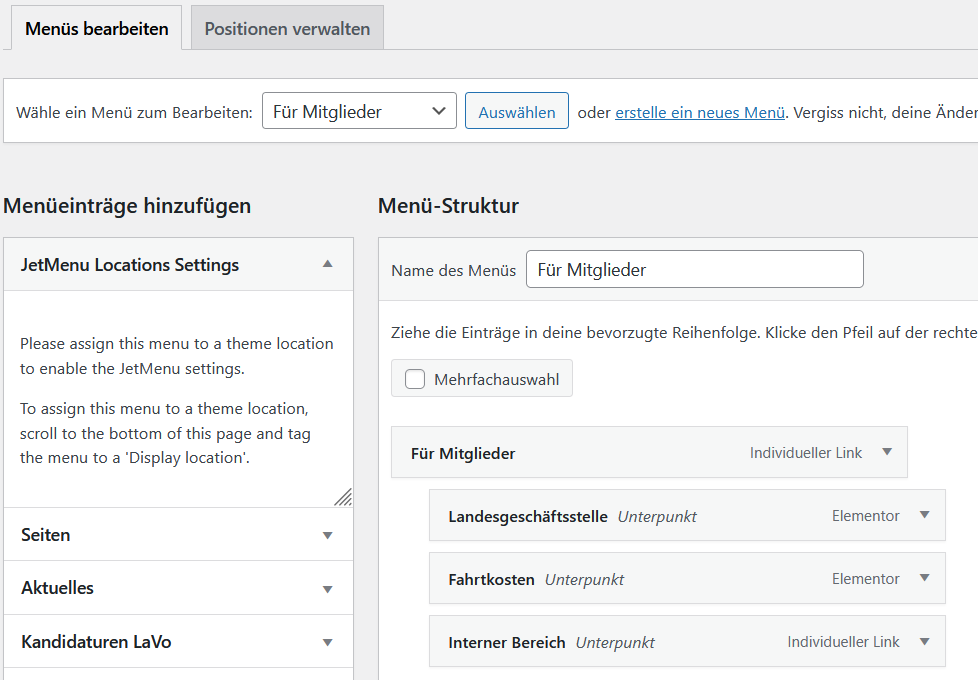 Menüs bearbeiten
Positionen verwalten
Wähle ein Menü zum Bearbeiten: Für Mitglieder Auswählen oder erstelle ein neues Menü. Vergiss nicht, deine
Menüeinträge hinzufügen
JetMenu Locations Settings
Please assign this menu to a theme location
to enable the JetMenu settings.
To assign this menu to a theme location,
scroll to the bottom of this page and tag
the menu to a 'Display location'.
Seiten
Aktuelles
Kandidaturen LaVo
Menü-Struktur
Name des Menüs Für Mitglieder
Ziehe die Einträge in deine bevorzugte Reihenfolge. Klicke den Pfeil auf der rechte
Mehrfachauswahl
Für Mitglieder Individueller Link
Landesgeschäftsstelle Unterpunkt Elementor
Fahrtkosten Unterpunkt Elementor
Interner Bereich Unterpunkt Individueller Link